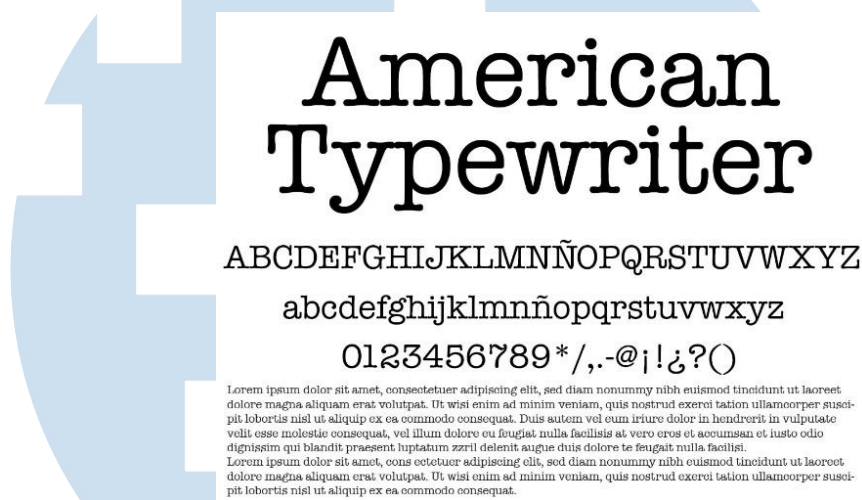 American
Typewriter
ABCDEFGHIJKLMNÑOPQRSTUVWXYZ
abcdefghijklmnñopqrstuvwxyz
0123456789*/,.-@¡!¿?()
Lorem ipsum dolor sit amet, consectetuer adipiscing elit, sed diam nonummy nibh euismod tincidunt ut laoreet
dolore magna aliquam erat volutpat. Ut wisi enim ad minim veniam, quis nostrud exerci tation ullamcorper susci-
pit lobortis nisl ut aliquip ex ea commodo consequat. Duis autem vel eum iriure dolor in hendrerit in vulputate
velit esse molestie consequat, vel illum dolore eu feugiat nulla facilisis at vero eros et accumsan et iusto odio
dignissim qui blandit praesent luptatum zzril delenit augue duis dolore te feugait nulla facilisi.
Lorem ipsum dolor sit amet, cons ectetuer adipiscing elit, sed diam nonummy nibh euismod tincidunt ut laoreet
dolore magna aliquam erat volutpat. Ut wisi enim ad minim veniam, quis nostrud exerci tation ullamcorper susci-
pit lobortis nisl ut aliquip ex ea commodo consequat.